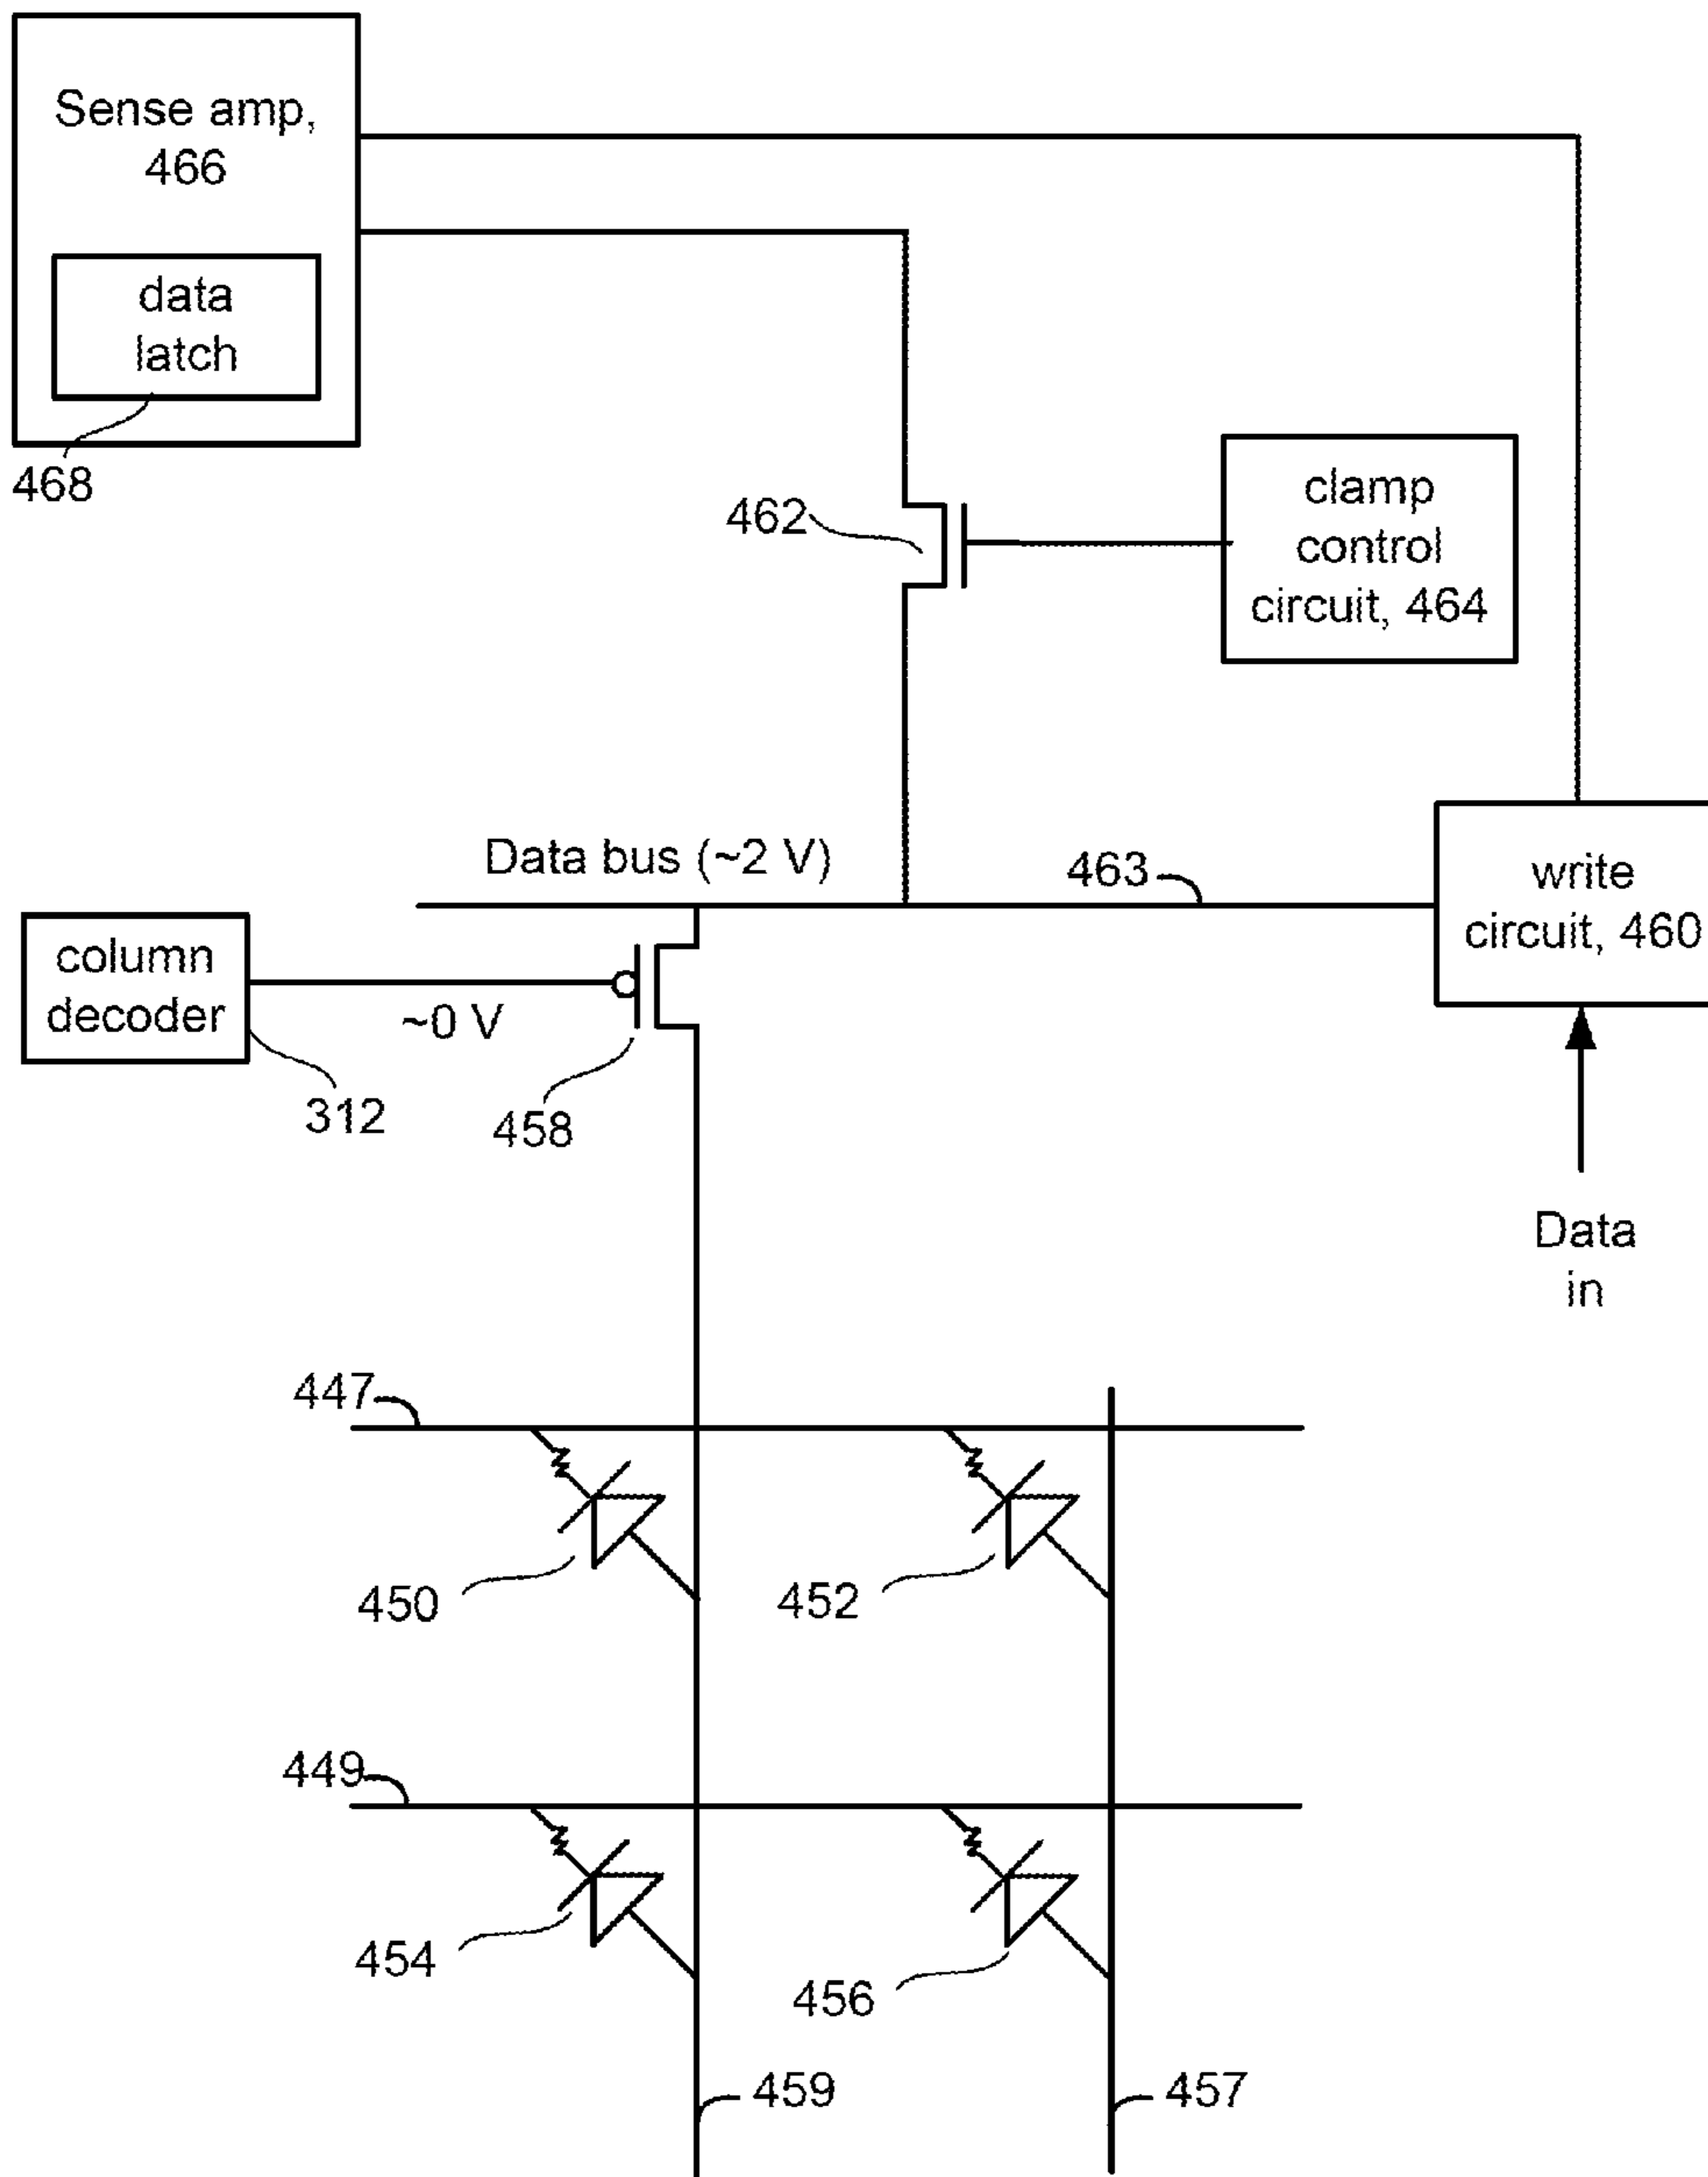 Sense amp,
466
data
latch
468
462
clamp
control
circuit, 464
Data bus (~2 V)
463
write
circuit, 460
column
decoder
~0 V
312
458
Data
in
447
450
452
449
454
456
459
457